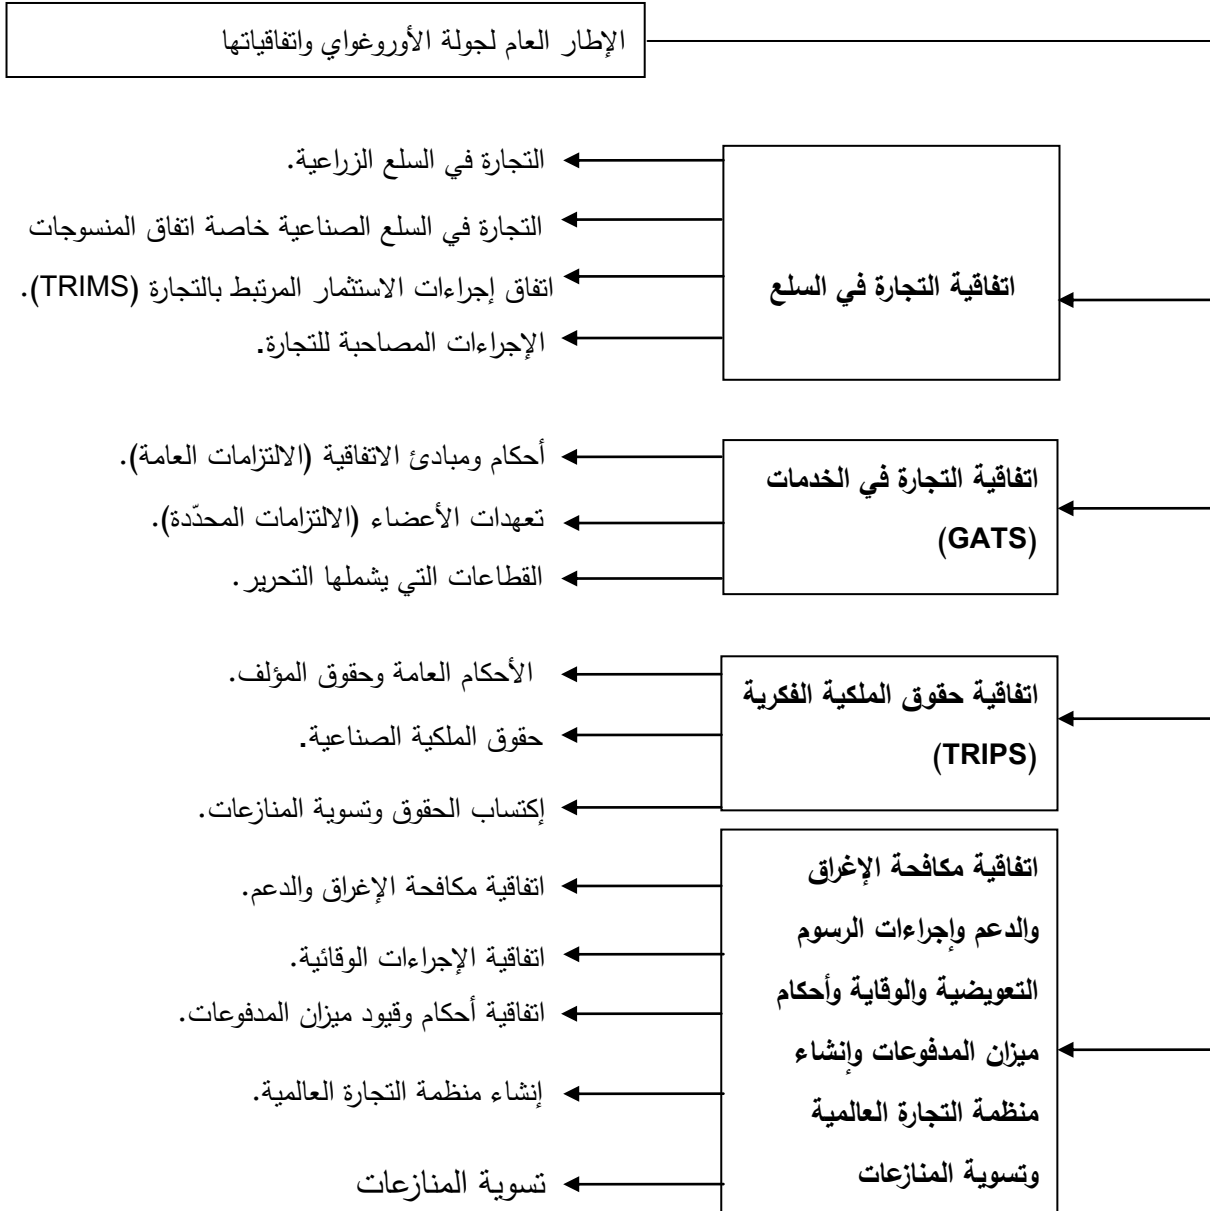 الإطار العام لجولة الأوروغواي واتفاقياتها
اتفاقية التجارة في السلع
التجارة في السلع الزراعية.
التجارة في السلع الصناعية خاصة اتفاق المنسوجات
اتفاق إجراءات الاستثمار المرتبط بالتجارة (TRIMS).
الإجراءات المصاحبة للتجارة.
اتفاقية التجارة في الخدمات
(GATS)
أحكام ومبادئ الاتفاقية (الالتزامات العامة).
تعهدات الأعضاء (الالتزامات المحدّدة).
القطاعات التي يشملها التحرير.
اتفاقية حقوق الملكية الفكرية
(TRIPS)
الأحكام العامة وحقوق المؤلف.
حقوق الملكية الصناعية.
إكتساب الحقوق وتسوية المنازعات.
اتفاقية مكافحة الإغراق
والدعم وإجراءات الرسوم
التعويضية والوقاية وأحكام
ميزان المدفوعات وإنشاء
منظمة التجارة العالمية
وتسوية المنازعات
اتفاقية مكافحة الإغراق والدعم.
اتفاقية الإجراءات الوقائية.
اتفاقية أحكام وقيود ميزان المدفوعات.
إنشاء منظمة التجارة العالمية.
تسوية المنازعات